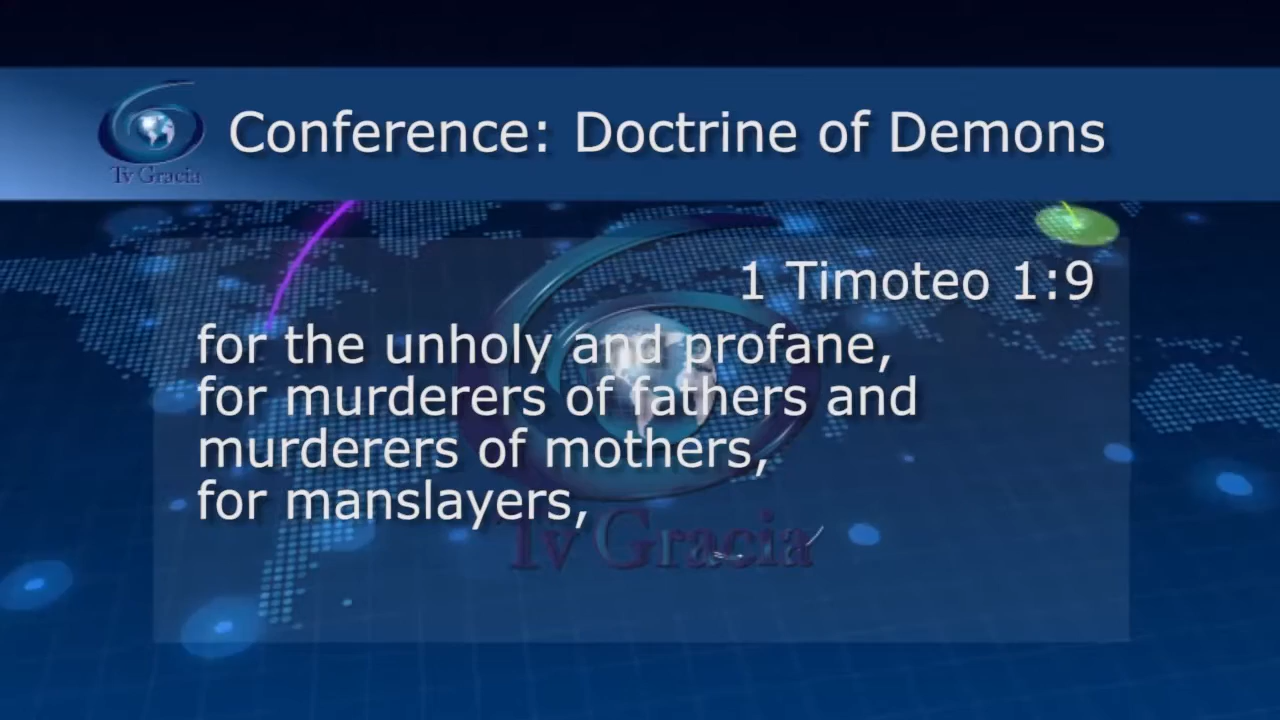 Conference: Doctrine of Demons
Tv Gracia
1 Timoteo 1:9
for the unholy and profane,
for murderers of fathers and
murderers of mothers,
for manslayers,
Tv Gracia